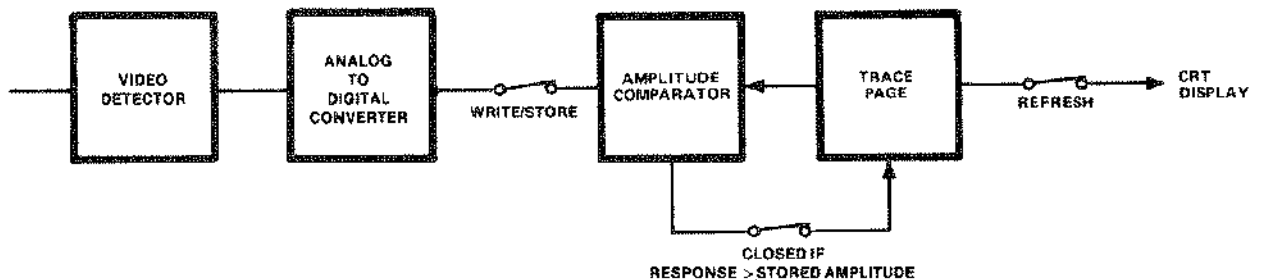 VIDEO
DETECTOR
ANALOG
TO
DIGITAL
CONVERTER
WRITE/STORE
AMPLITUDE
COMPARATOR
TRACE
PAGE
REFRESH
CRT
DISPLAY
CLOSED IF
RESPONSE > STORED AMPLITUDE